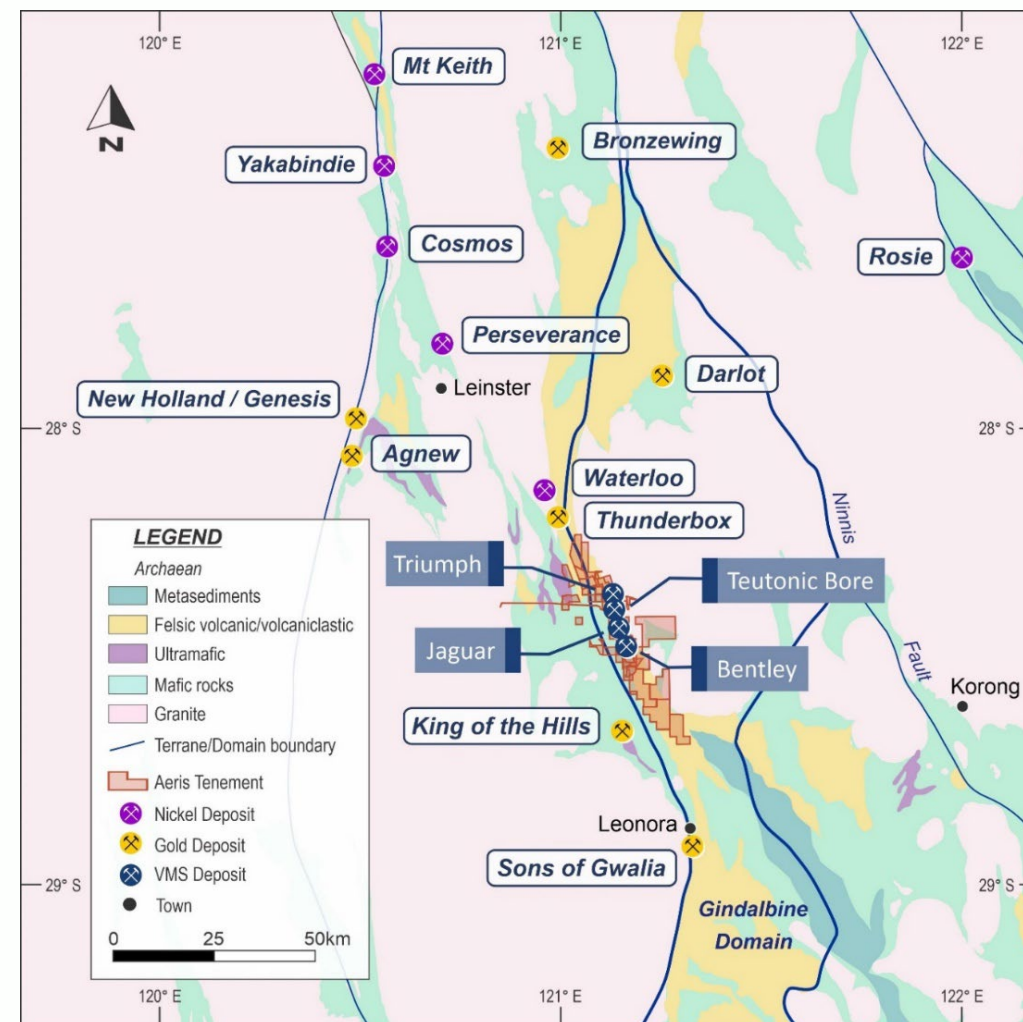 120° E
121° E
122° E
Mt Keith
N
Bronzewing
Yakabindie
Cosmos
Rosie
Perseverance
Darlot
Leinster
New Holland / Genesis
28° S
28° S
Agnew
Waterloo
Thunderbox
Ninnis
Fault
Triumph
Teutonic Bore
Jaguar
Bentley
Korong
King of the Hills
Leonora
Sons of Gwalia
29° S
29° S
Gindalbine
Domain
LEGEND
Archaean
Metasediments
Felsic volcanic/volcaniclastic
Ultramafic
Mafic rocks
Granite
Terrane/Domain boundary
Aeris Tenement
Nickel Deposit
Gold Deposit
VMS Deposit
Town
0 25 50km
120° E
121° E
122° E